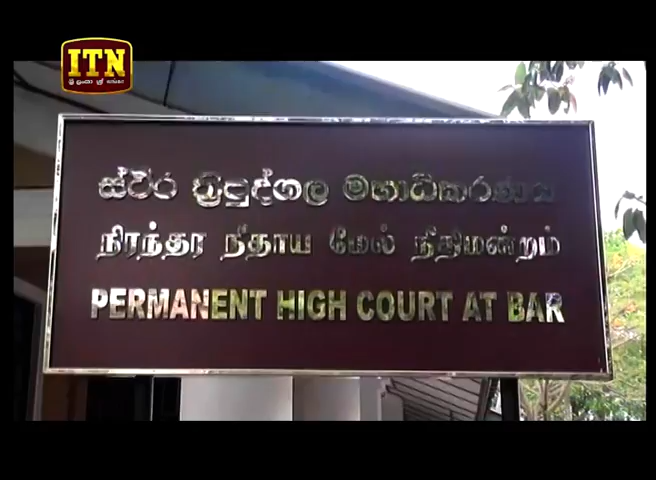 ITN
ස්ථිර ත්‍රිපුද්ගල මහාධිකරණය
நிரந்தர நீதாய மேல் நீதிமன்றம்
PERMANENT HIGH COURT AT BAR